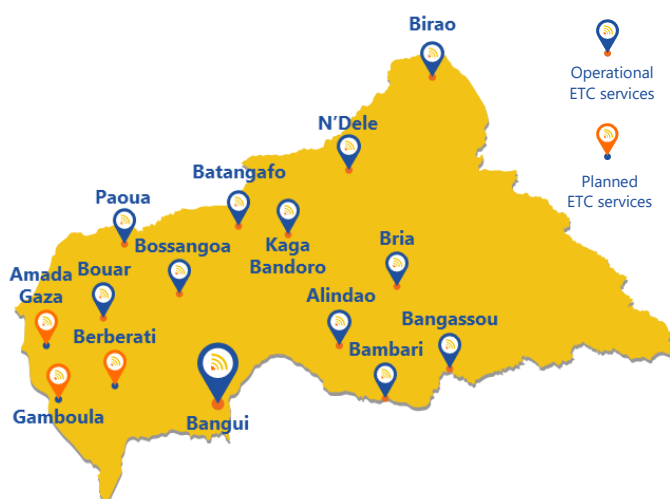 Birao
Operational
ETC services
N'Dele
Planned
ETC services
Batangafo
Paoua
Bossangoa
Kaga
Bandoro
Bria
Amada
Gaza
Bouar
Alindao
Bangassou
Berberati
Bambari
Gamboula
Bangui